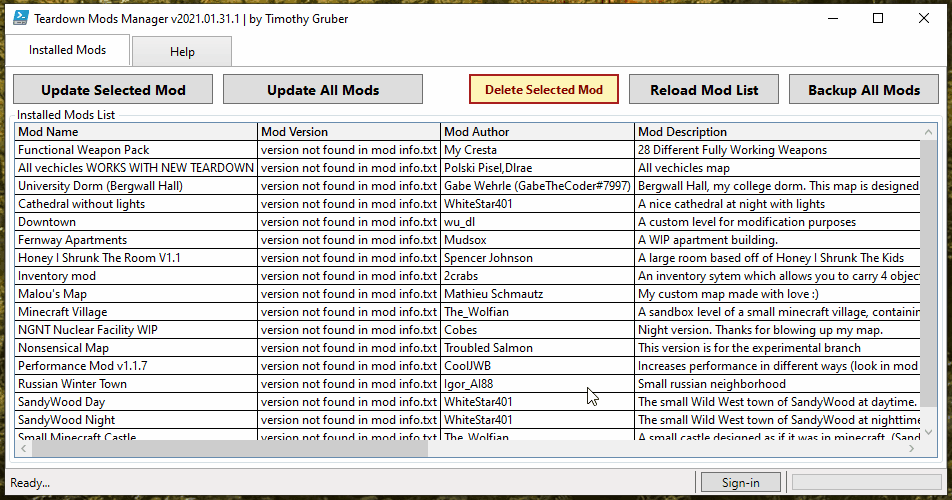 Teardown Mods Manager v2021.01.31.1 | by Timothy Gruber
Installed Mods Help
Update Selected Mod Update All Mods Delete Selected Mod Reload Mod List Backup All Mods
Installed Mods List
Mod Name Mod Version Mod Author Mod Description
Functional Weapon Pack version not found in mod info.txt My Cresta 28 Different Fully Working Weapons
All vechicles WORKS WITH NEW TEARDOWN version not found in mod info.txt Polski Pisel,Dlrae All vechicles map
University Dorm (Bergwall Hall) version not found in mod info.txt Gabe Wehrle (GabeTheCoder#7997) Bergwall Hall, my college dorm. This map is designed
Cathedral without lights version not found in mod info.txt WhiteStar401 A nice cathedral at night with lights
Downtown version not found in mod info.txt wu_dl A custom level for modification purposes
Fernway Apartments version not found in mod info.txt Mudsox A WIP apartment building.
Honey I Shrunk The Room V1.1 version not found in mod info.txt Spencer Johnson A large room based off of Honey I Shrunk The Kids
Inventory mod version not found in mod info.txt 2crabs An inventory sytem which allows you to carry 4 objec
Malou's Map version not found in mod info.txt Mathieu Schmautz My custom map made with love :)
Minecraft Village version not found in mod info.txt The_Wolfian A sandbox level of a small minecraft village, containin
NGNT Nuclear Facility WIP version not found in mod info.txt Cobes Night version. Thanks for blowing up my map.
Nonsensical Map version not found in mod info.txt Troubled Salmon This version is for the experimental branch
Performance Mod v1.1.7 version not found in mod info.txt CoolJWB Increases performance in different ways (look in mod
Russian Winter Town version not found in mod info.txt Igor_Al88 Small russian neighborhood
SandyWood Day version not found in mod info.txt WhiteStar401 The small Wild West town of SandyWood at daytime.
SandyWood Night version not found in mod info.txt WhiteStar401 The small Wild West town of SandyWood at nighttime
Small Minecraft Castle version not found in mod info.txt The_Wolfian A small castle designed as if it was in minecraft. (Sand
Ready... Sign-in